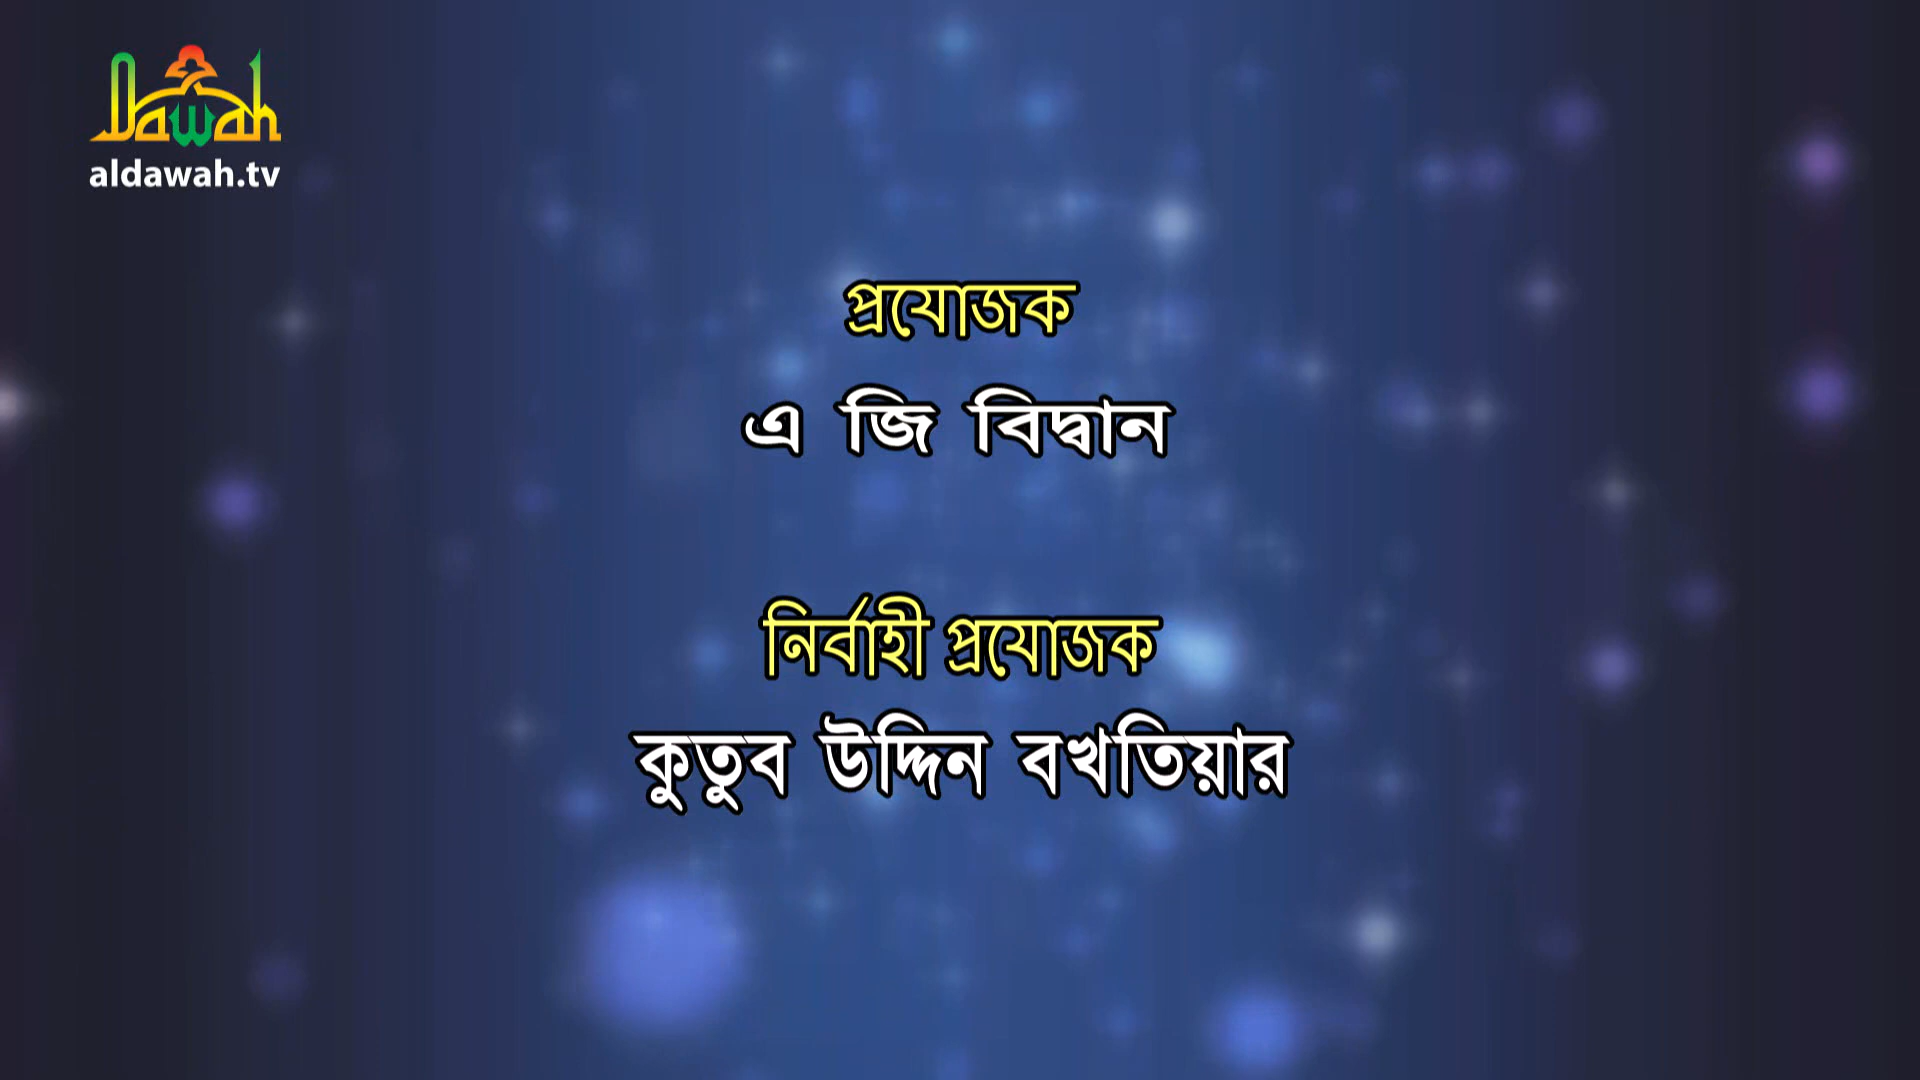 Dawah
aldawah.tv
প্রযোজক
এ জি বিদ্বান
নির্বাহী প্রযোজক
কুতুব উদ্দিন বখতিয়ার